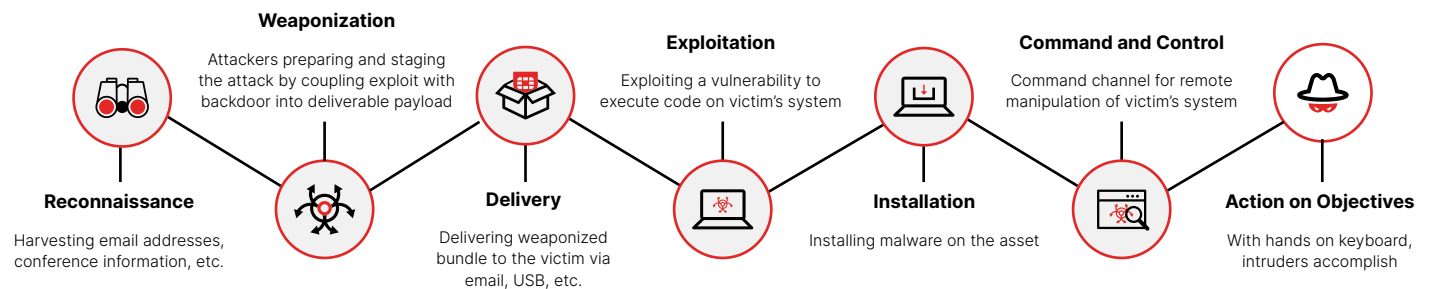 Weaponization
Attackers preparing and staging
the attack by coupling exploit with
backdoor into deliverable payload
Exploitation
Exploiting a vulnerability to
execute code on victim’s system
Command and Control
Command channel for remote
manipulation of victim’s system
Reconnaissance
Harvesting email addresses,
conference information, etc.
Delivery
Delivering weaponized
bundle to the victim via
email, USB, etc.
Installation
Installing malware on the asset
Action on Objectives
With hands on keyboard,
intruders accomplish